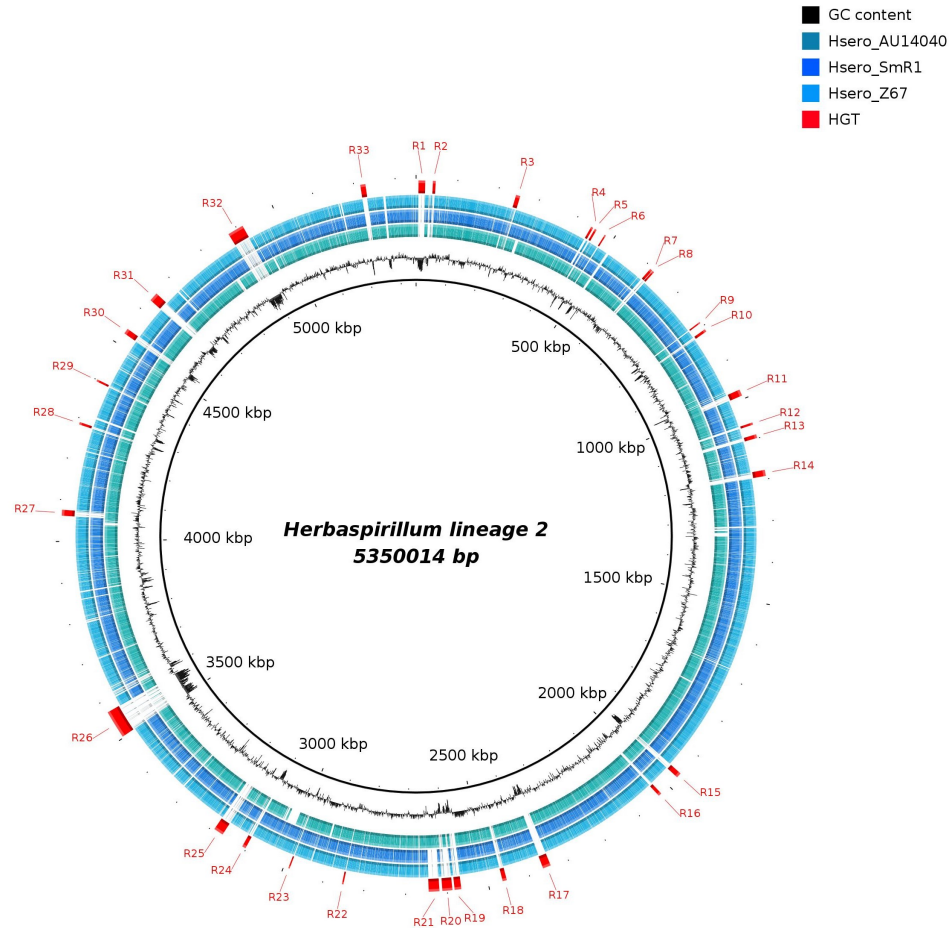 GC content
Hsero_AU14040
Hsero_SmR1
Hsero_Z67
HGT
R33
R1
R2
R3
R4
R5
R6
R7
R8
R9
R10
R11
R12
R13
R14
R15
R16
R17
R18
R19
R20
R21
R22
R23
R24
R25
R26
R27
R28
R29
R30
R31
R32
500 kbp
1000 kbp
1500 kbp
2000 kbp
2500 kbp
3000 kbp
3500 kbp
4000 kbp
4500 kbp
5000 kbp
Herbaspirillum lineage 2
5350014 bp